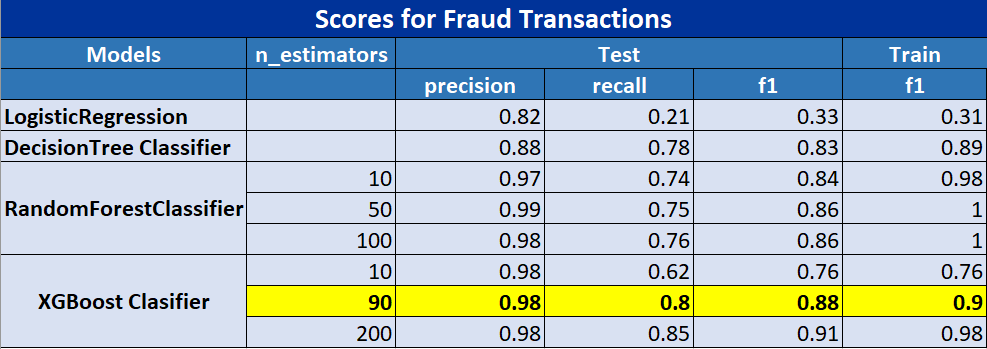 Scores for Fraud Transactions
Models n_estimators Test Train
precision recall f1 f1
LogisticRegression 0.82 0.21 0.33 0.31
DecisionTree Classifier 0.88 0.78 0.83 0.89
RandomForestClassifier 10 0.97 0.74 0.84 0.98
50 0.99 0.75 0.86 1
100 0.98 0.76 0.86 1
XGBoost Clasifier 10 0.98 0.62 0.76 0.76
90 0.98 0.8 0.88 0.9
200 0.98 0.85 0.91 0.98